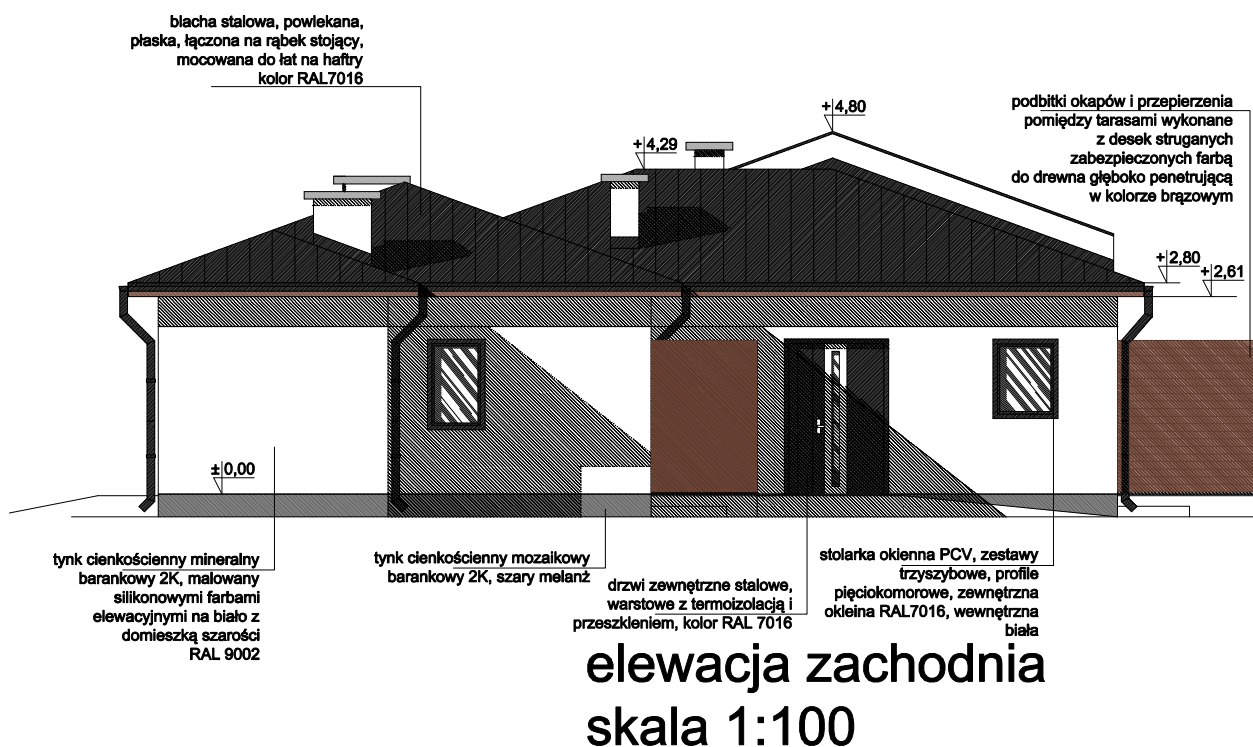 blacha stalowa, powlekana,
płaska, łączona na rąbek stojący,
mocowana do łat na haftry
kolor RAL7016
+4,80
+4,29
podbitki okapów i przepierzenia
pomiędzy tarasami wykonane
z desek struganych
zabezpieczonych farbą
do drewna głęboko penetrującą
w kolorze brązowym
+2,80
+2,61
±0,00
tynk cienkościenny mineralny
barankowy 2K, malowany
silikonowymi farbami
elewacyjnymi na biało z
domieszką szarości
RAL 9002
tynk cienkościenny mozaikowy
barankowy 2K, szary melanż
drzwi zewnętrzne stalowe,
warstowe z termoizolacją i
przeszkleniem, kolor RAL 7016
stolarka okienna PCV, zestawy
trzyszybowe, profile
pięciokomorowe, zewnętrzna
okleina RAL7016, wewnętrzna
biała
elewacja zachodnia
skala 1:100